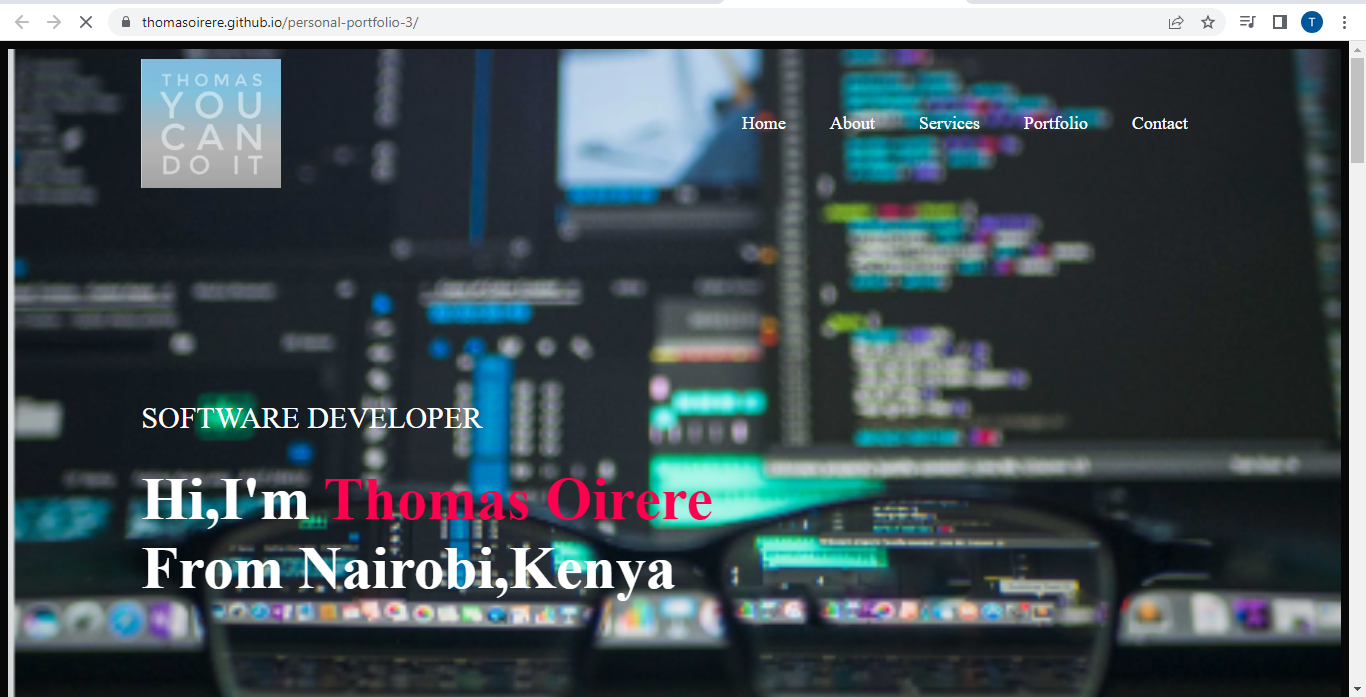 thomasoirere.github.io/personal-portfolio-3/
T
THOMAS
YOU
CAN
DO IT
Home About Services Portfolio Contact
SOFTWARE DEVELOPER
Hi,I'm Thomas Oirere
From Nairobi,Kenya